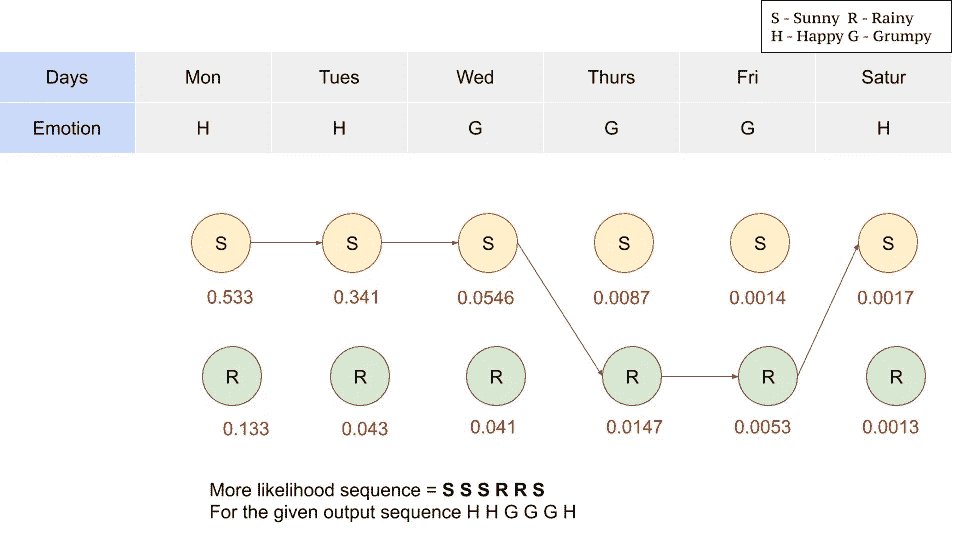 S - Sunny R - Rainy
H - Happy G - Grumpy
Days Mon Tues Wed Thurs Fri Satur
Emotion H H G G G H
S S S S S S
0.533 0.341 0.0546 0.0087 0.0014 0.0017
R R R R R R
0.133 0.043 0.041 0.0147 0.0053 0.0013
More likelihood sequence = S S S R R S
For the given output sequence H H G G G H